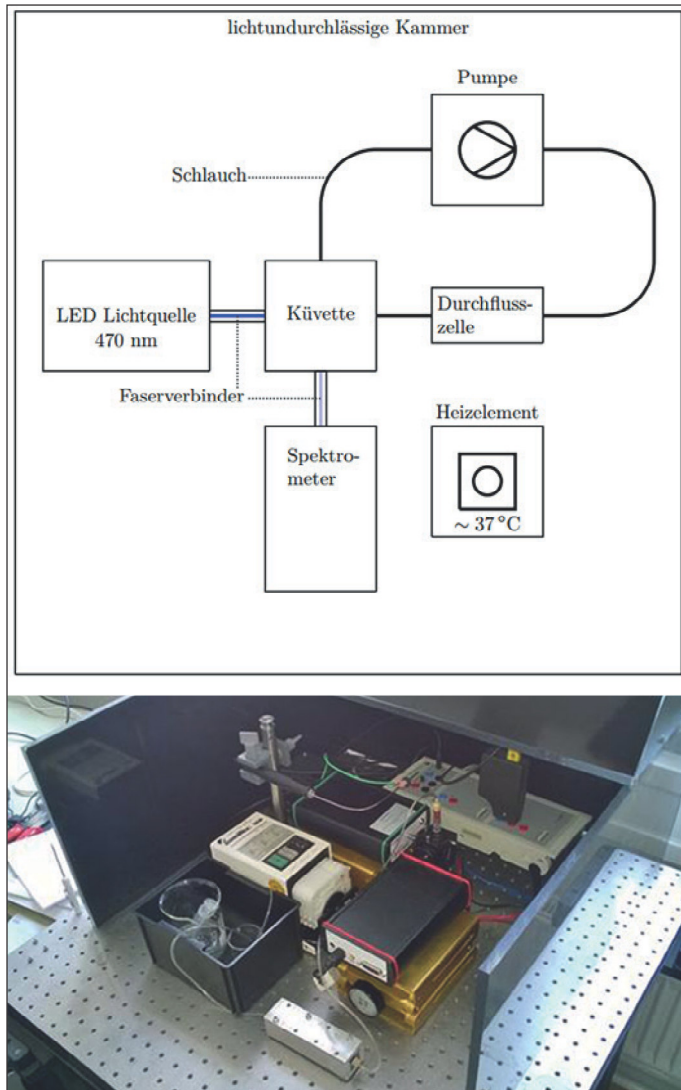 lichtundurchlässige Kammer
Pumpe
Schlauch
LED Lichtquelle
470 nm
Küvette
Durchfluss-
zelle
Faserverbinder
Heizelement
Spektro-
meter
~ 37 °C